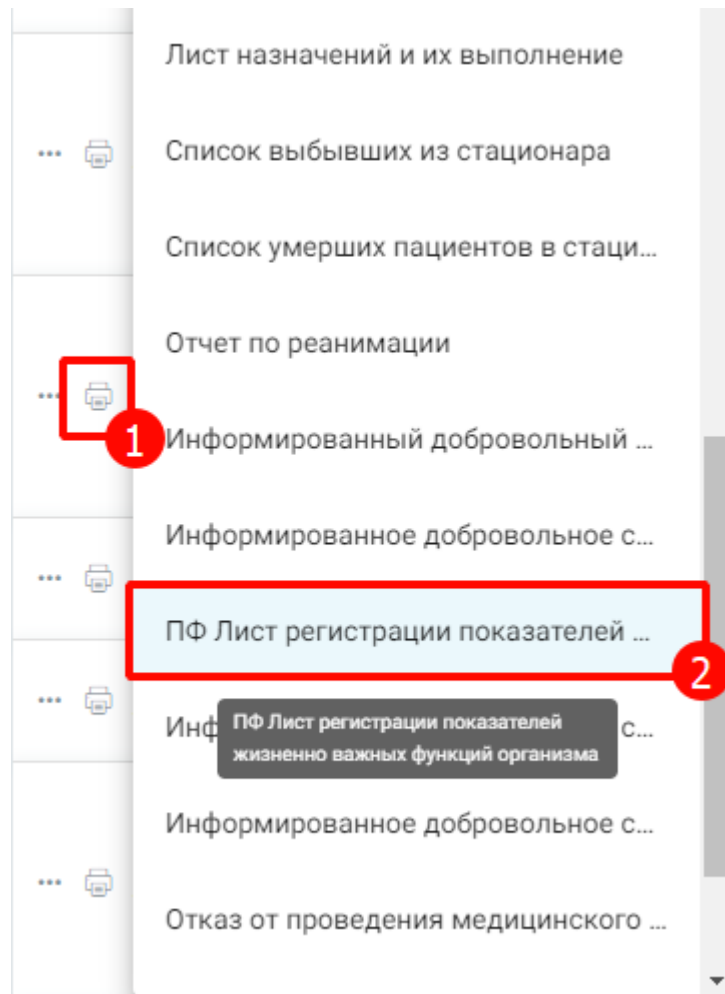 Лист назначений и их выполнение
Список выбывших из стационара
Список умерших пациентов в стаци...
Отчет по реанимации
1
Информированный добровольный ...
Информированное добровольное с...
ПФ Лист регистрации показателей ...
2
ПФ Лист регистрации показателей
жизненно важных функций организма
Инф с...
Информированное добровольное с...
Отказ от проведения медицинского ...